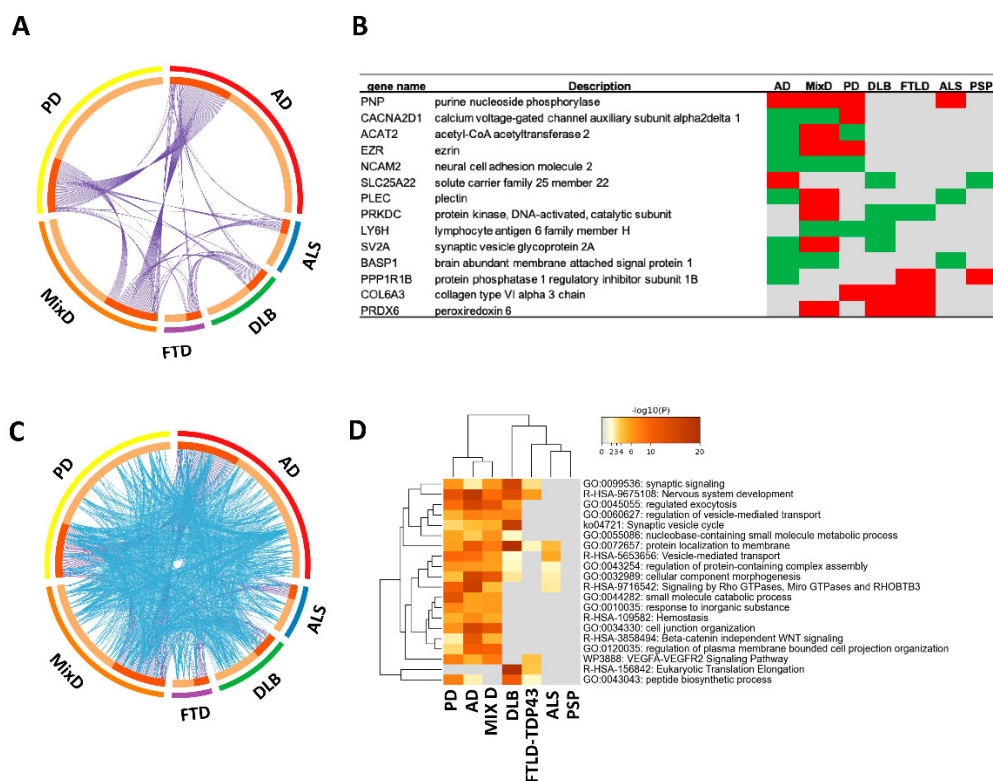 A
PD
AD
MixD
ALS
FTD
DLB
B
gene name Description AD MixD PD DLB FTLD ALS PSP
PNP purine nucleoside phosphorylase
CACNA2D1 calcium voltage-gated channel auxiliary subunit alpha2delta 1
ACAT2 acetyl-CoA acetyltransferase 2
EZR ezrin
NCAM2 neural cell adhesion molecule 2
SLC25A22 solute carrier family 25 member 22
PLEC plectin
PRKDC protein kinase, DNA-activated, catalytic subunit
LY6H lymphocyte antigen 6 family member H
SV2A synaptic vesicle glycoprotein 2A
BASP1 brain abundant membrane attached signal protein 1
PPP1R1B protein phosphatase 1 regulatory inhibitor subunit 1B
COL6A3 collagen type VI alpha 3 chain
PRDX6 peroxiredoxin 6
C
PD
AD
MixD
ALS
FTD
DLB
D
-log10(P)
0 2 3 4 6 10 20
GO:0099536: synaptic signaling
R-HSA-9675108: Nervous system development
GO:0045055: regulated exocytosis
GO:0060627: regulation of vesicle-mediated transport
ko04721: Synaptic vesicle cycle
GO:0055086: nucleobase-containing small molecule metabolic process
GO:0072657: protein localization to membrane
R-HSA-5653656: Vesicle-mediated transport
GO:0043254: regulation of protein-containing complex assembly
GO:0032989: cellular component morphogenesis
R-HSA-9716542: Signaling by Rho GTPases, Miro GTPases and RHOBTB3
GO:0044282: small molecule catabolic process
GO:0010035: response to inorganic substance
R-HSA-109582: Hemostasis
GO:0034330: cell junction organization
R-HSA-3858494: Beta-catenin independent WNT signaling
GO:0120035: regulation of plasma membrane bounded cell projection organization
WP3888: VEGFA-VEGFR2 Signaling Pathway
R-HSA-156842: Eukaryotic Translation Elongation
GO:0043043: peptide biosynthetic process
PD AD MIX D DLB FTLD-TDP43 ALS PSP